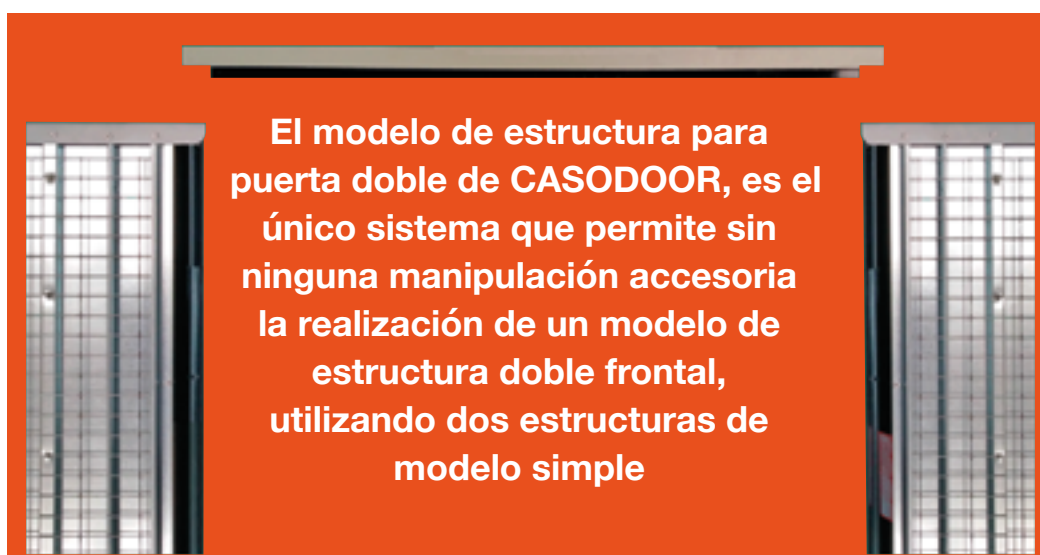 El modelo de estructura para
puerta doble de CASODOOR, es el
único sistema que permite sin
ninguna manipulación accesoria
la realización de un modelo de
estructura doble frontal,
utilizando dos estructuras de
modelo simple